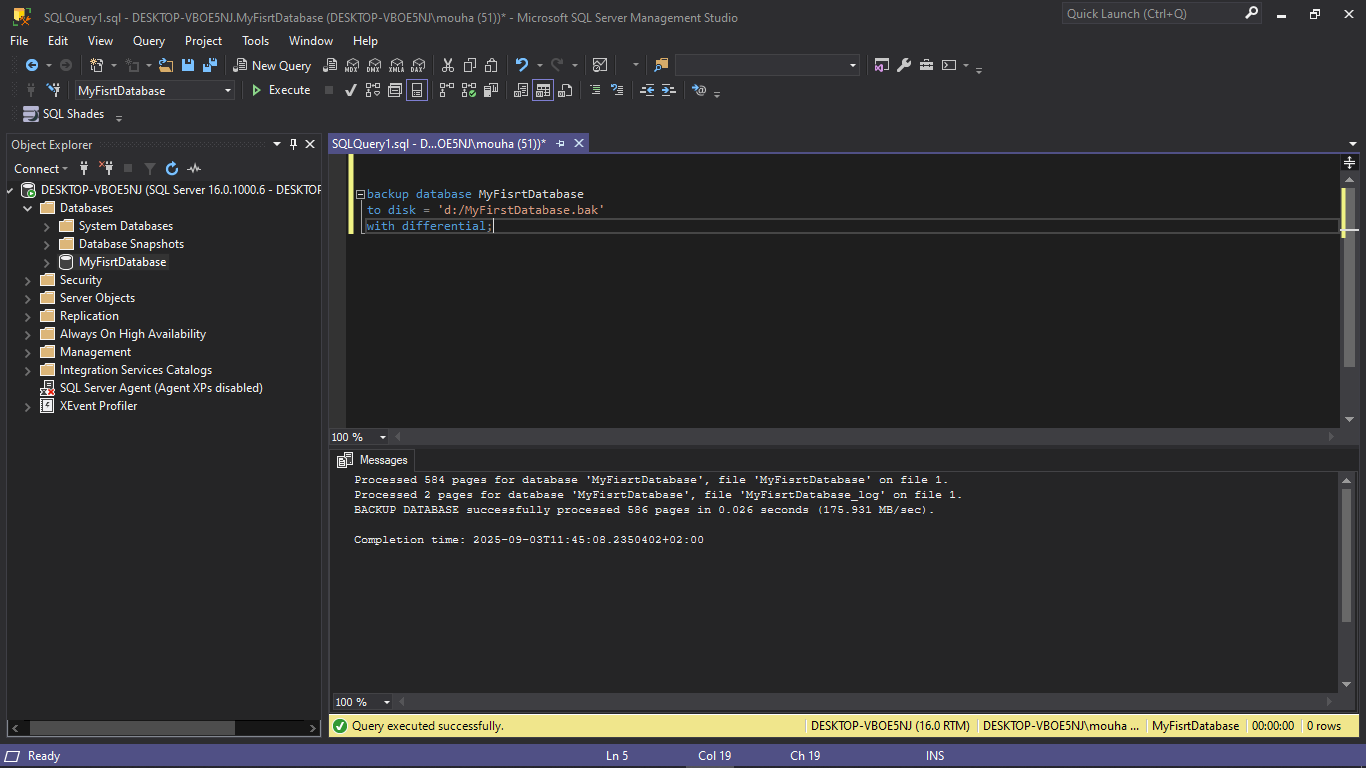 SQLQuery1.sql - DESKTOP-VBOE5NJ.MyFisrtDatabase (DESKTOP-VBOE5NJ\mouha (51))* - Microsoft SQL Server Management Studio
Quick Launch (Ctrl+Q)
File Edit View Query Project Tools Window Help
New Query MDX DMX XMLA DAX
MyFisrtDatabase Execute
SQL Shades
Object Explorer
Connect
DESKTOP-VBOE5NJ (SQL Server 16.0.1000.6 - DESKTOP
Databases
System Databases
Database Snapshots
MyFisrtDatabase
Security
Server Objects
Replication
Always On High Availability
Management
Integration Services Catalogs
SQL Server Agent (Agent XPs disabled)
XEvent Profiler
SQLQuery1.sql - D...OE5NJ\mouha (51))*
backup database MyFisrtDatabase
to disk = 'd:/MyFirstDatabase.bak'
with differential;
100 %
Messages
Processed 584 pages for database 'MyFisrtDatabase', file 'MyFisrtDatabase' on file 1.
Processed 2 pages for database 'MyFisrtDatabase', file 'MyFisrtDatabase_log' on file 1.
BACKUP DATABASE successfully processed 586 pages in 0.026 seconds (175.931 MB/sec).
Completion time: 2025-09-03T11:45:08.2350402+02:00
100 %
Query executed successfully. DESKTOP-VBOE5NJ (16.0 RTM) DESKTOP-VBOE5NJ\mouha ... MyFisrtDatabase 00:00:00 0 rows
Ready Ln 5 Col 19 Ch 19 INS